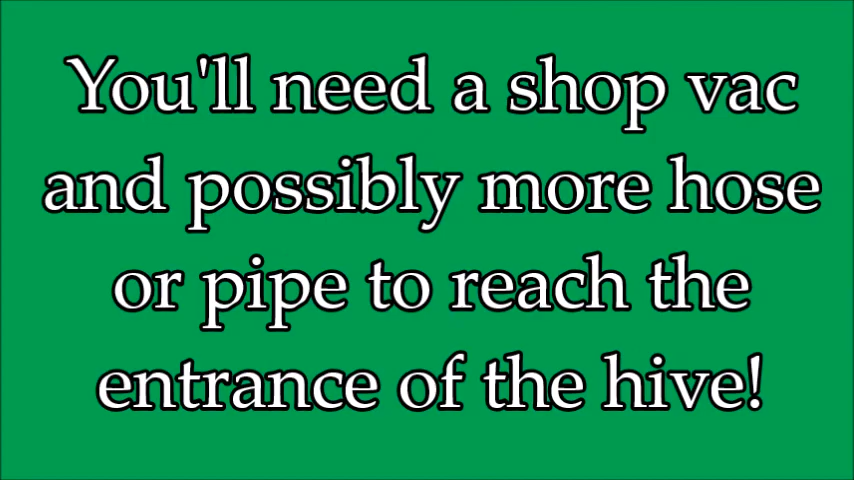 You'll need a shop vac
and possibly more hose
or pipe to reach the
entrance of the hive!